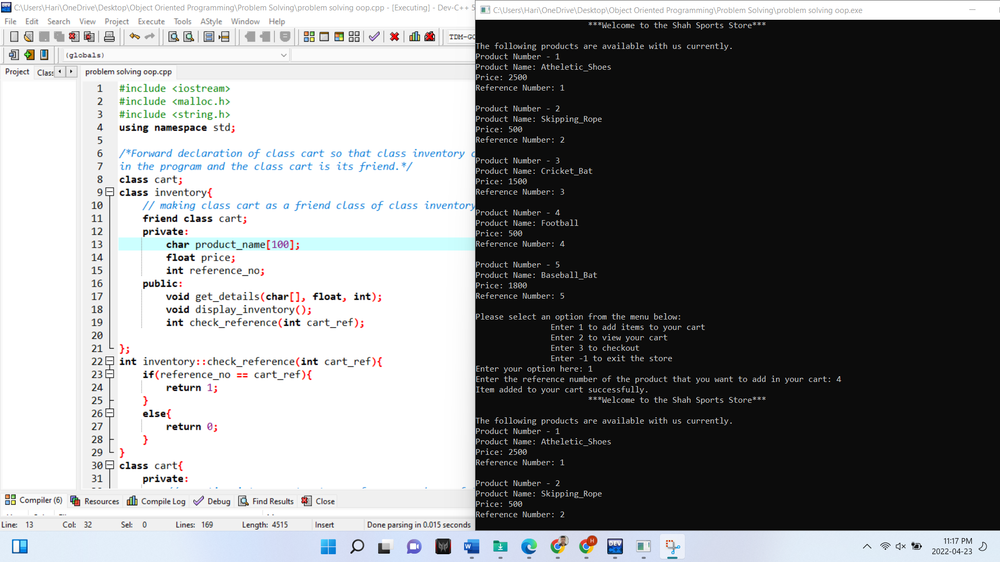 C:\Users\Hari\OneDrive\Desktop\Object Oriented Programming\Problem Solving\problem solving oop.cpp - [Executing] - Dev-C++ 5
File Edit Search View Project Execute Tools AStyle Window Help
TDM-GC
(globals)
Project Class
problem solving oop.cpp
1 #include <iostream>
2 #include <malloc.h>
3 #include <string.h>
4 using namespace std;
5
6 /*Forward declaration of class cart so that class inventory c
7 in the program and the class cart is its friend.*/
8 class cart;
9 class inventory{
10 // making class cart as a friend class of class inventory
11 friend class cart;
12 private:
13 char product_name[100];
14 float price;
15 int reference_no;
16 public:
17 void get_details(char[], float, int);
18 void display_inventory();
19 int check_reference(int cart_ref);
20
21 };
22 int inventory::check_reference(int cart_ref){
23 if(reference_no == cart_ref){
24 return 1;
25 }
26 else{
27 return 0;
28 }
29 }
30 class cart{
31 private:
Compiler (6) Resources Compile Log Debug Find Results Close
Line: 13 Col: 32 Sel: 0 Lines: 169 Length: 4515 Insert Done parsing in 0.015 seconds
C:\Users\Hari\OneDrive\Desktop\Object Oriented Programming\Problem Solving\problem solving oop.exe
***Welcome to the Shah Sports Store***
The following products are available with us currently.
Product Number - 1
Product Name: Atheletic_Shoes
Price: 2500
Reference Number: 1
Product Number - 2
Product Name: Skipping_Rope
Price: 500
Reference Number: 2
Product Number - 3
Product Name: Cricket_Bat
Price: 1500
Reference Number: 3
Product Number - 4
Product Name: Football
Price: 500
Reference Number: 4
Product Number - 5
Product Name: Baseball_Bat
Price: 1800
Reference Number: 5
Please select an option from the menu below:
Enter 1 to add items to your cart
Enter 2 to view your cart
Enter 3 to checkout
Enter -1 to exit the store
Enter your option here: 1
Enter the reference number of the product that you want to add in your cart: 4
Item added to your cart successfully.
***Welcome to the Shah Sports Store***
The following products are available with us currently.
Product Number - 1
Product Name: Atheletic_Shoes
Price: 2500
Reference Number: 1
Product Number - 2
Product Name: Skipping_Rope
Price: 500
Reference Number: 2
11:17 PM
2022-04-23